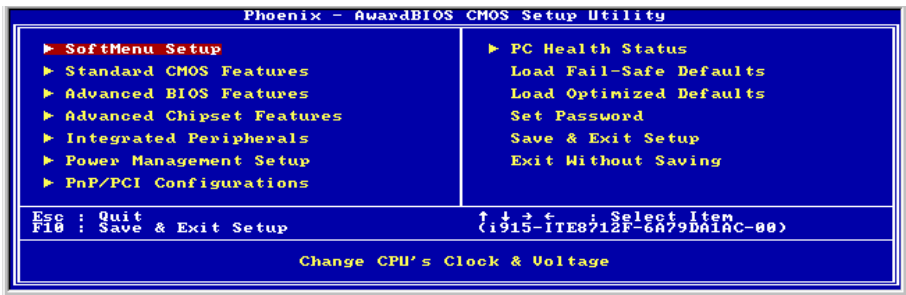 Phoenix - AwardBIOS CMOS Setup Utility
► SoftMenu Setup
► Standard CMOS Features
► Advanced BIOS Features
► Advanced Chipset Features
► Integrated Peripherals
► Power Management Setup
► PnP/PCI Configurations
► PC Health Status
Load Fail-Safe Defaults
Load Optimized Defaults
Set Password
Save & Exit Setup
Exit Without Saving
Esc : Quit
F10 : Save & Exit Setup
↑ ↓ → ← : Select Item
(i915-ITE8712F-6A79DA1AC-00)
Change CPU's Clock & Voltage